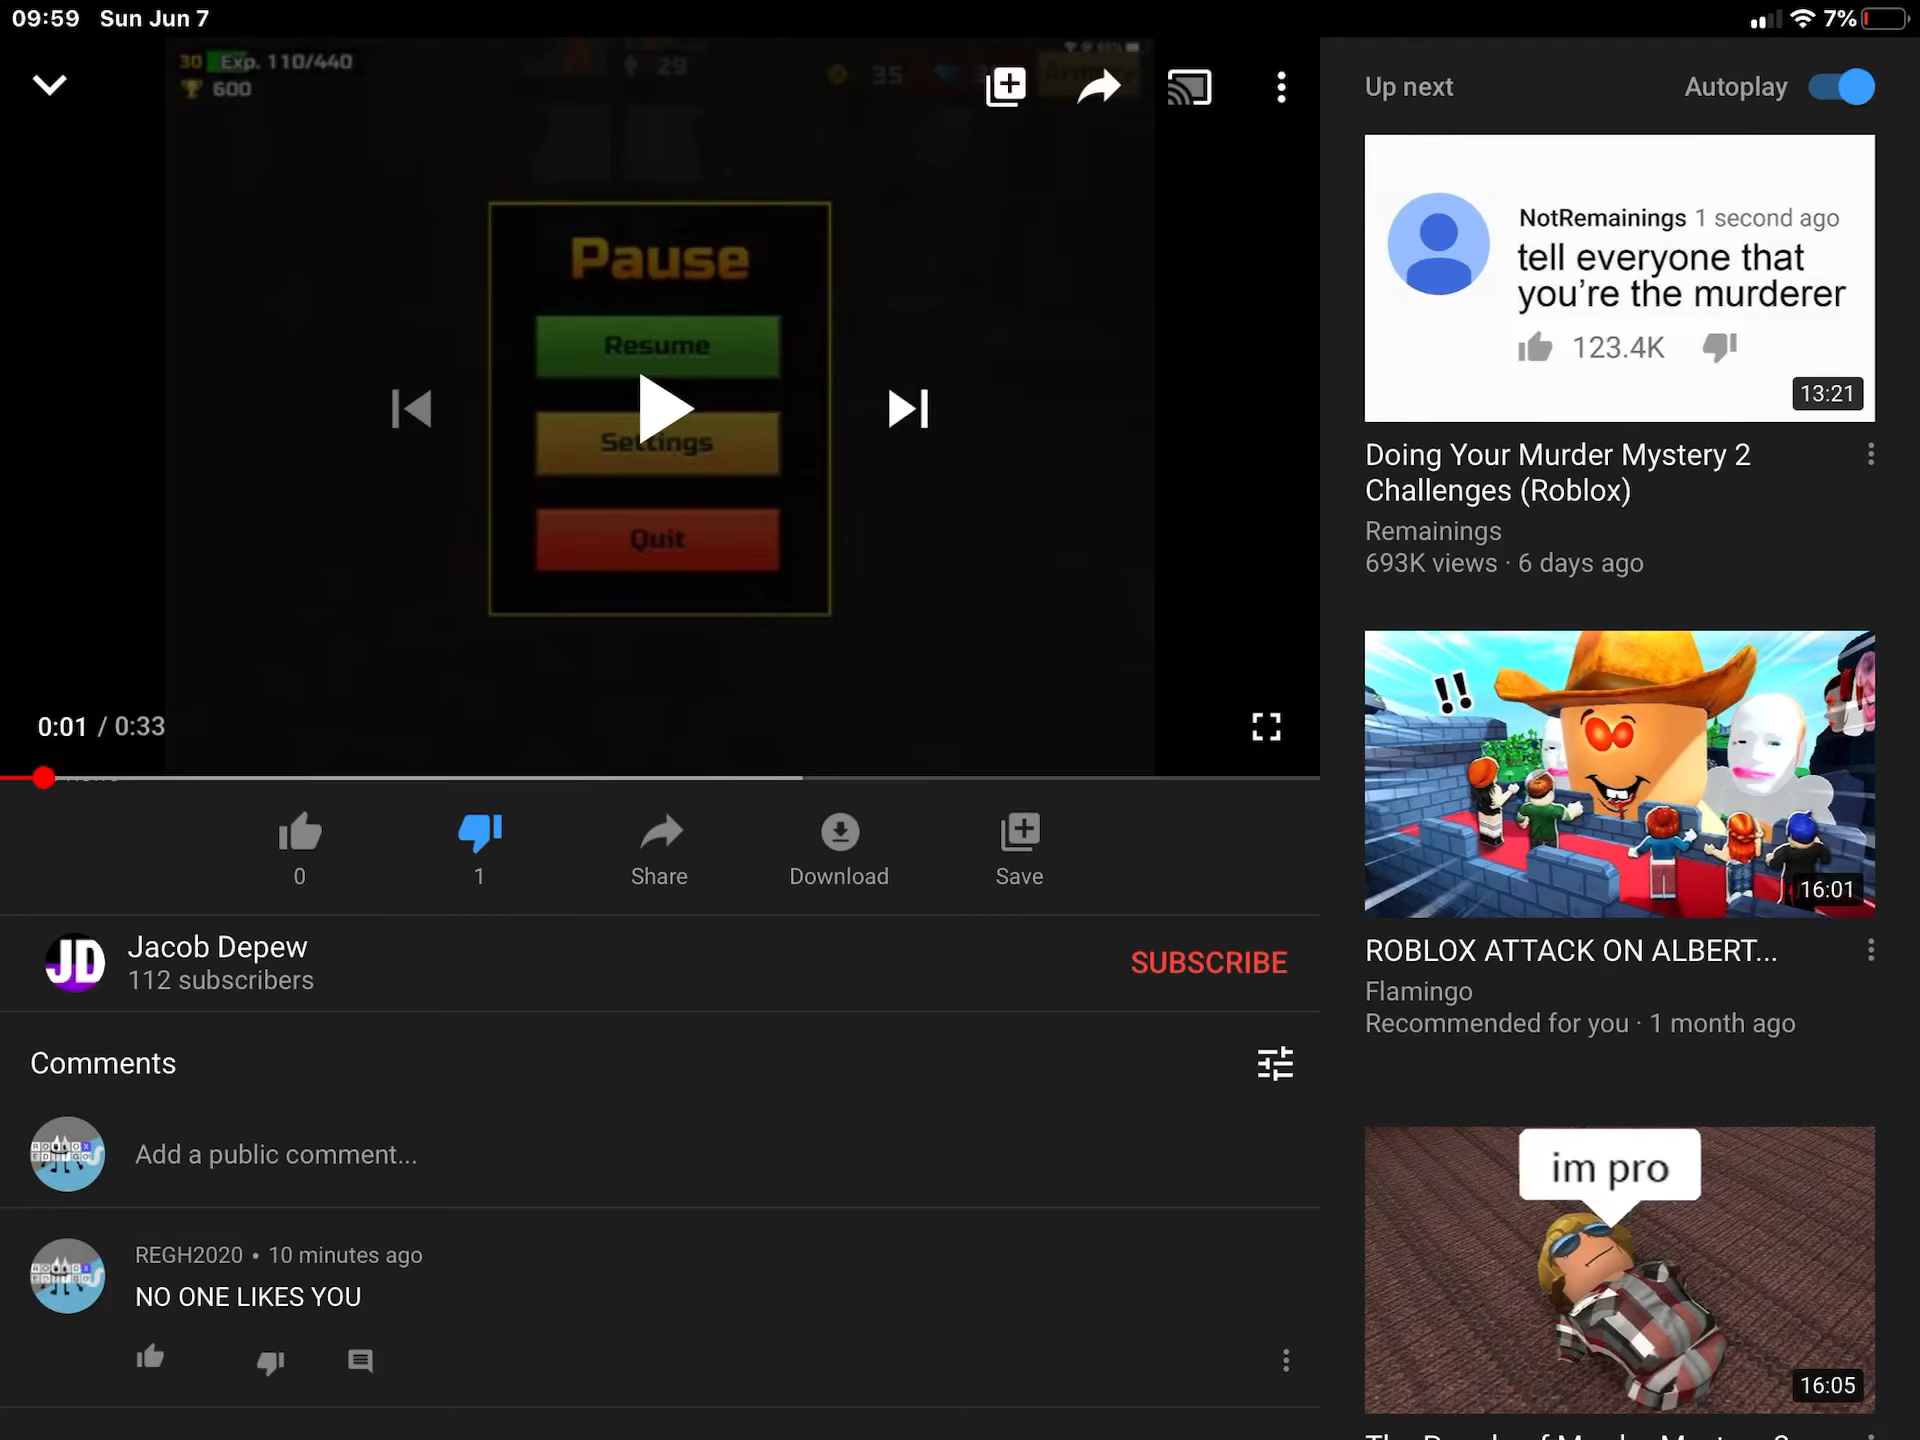 09:59 Sun Jun 7
7%
30 Exp. 110/440
600
29
35
Army
Pause
Resume
Settings
Quit
0:01 / 0:33
0
1
Share
Download
Save
JD
Jacob Depew
112 subscribers
SUBSCRIBE
Comments
Add a public comment...
REGH2020 • 10 minutes ago
NO ONE LIKES YOU
Up next
Autoplay
NotRemainings 1 second ago
tell everyone that
you're the murderer
123.4K
13:21
Doing Your Murder Mystery 2
Challenges (Roblox)
Remainings
693K views · 6 days ago
!!
16:01
ROBLOX ATTACK ON ALBERT...
Flamingo
Recommended for you · 1 month ago
im pro
16:05